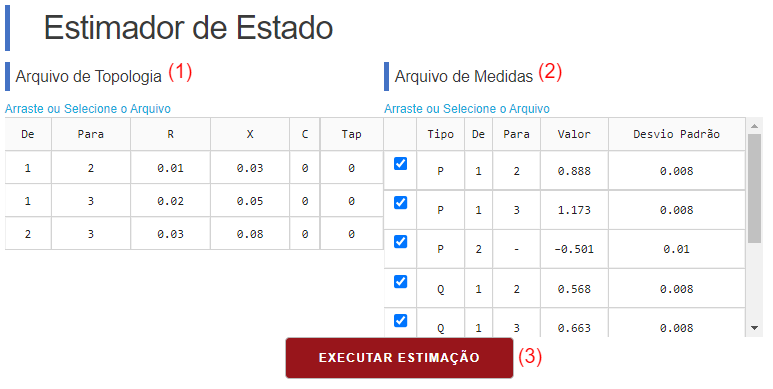 Estimador de Estado
Arquivo de Topologia (1)
Arraste ou Selecione o Arquivo
De Para R X C Tap
1 2 0.01 0.03 0 0
1 3 0.02 0.05 0 0
2 3 0.03 0.08 0 0
Arquivo de Medidas (2)
Arraste ou Selecione o Arquivo
Tipo De Para Valor Desvio Padrão
P 1 2 0.888 0.008
P 1 3 1.173 0.008
P 2 - -0.501 0.01
Q 1 2 0.568 0.008
Q 1 3 0.663 0.008
EXECUTAR ESTIMAÇÃO (3)